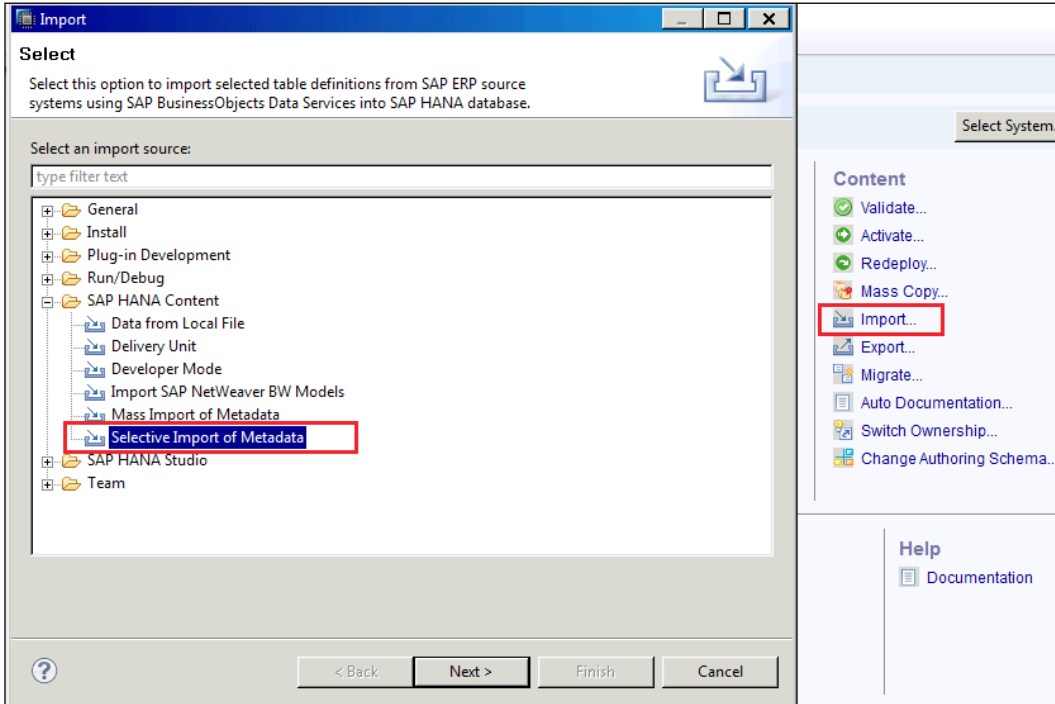 Import
Select
Select this option to import selected table definitions from SAP ERP source
systems using SAP BusinessObjects Data Services into SAP HANA database.
Select an import source:
type filter text
General
Install
Plug-in Development
Run/Debug
SAP HANA Content
Data from Local File
Delivery Unit
Developer Mode
Import SAP NetWeaver BW Models
Mass Import of Metadata
Selective Import of Metadata
SAP HANA Studio
Team
< Back
Next >
Finish
Cancel
Select System.
Content
Validate...
Activate...
Redeploy...
Mass Copy...
Import...
Export...
Migrate...
Auto Documentation...
Switch Ownership...
Change Authoring Schema..
Help
Documentation